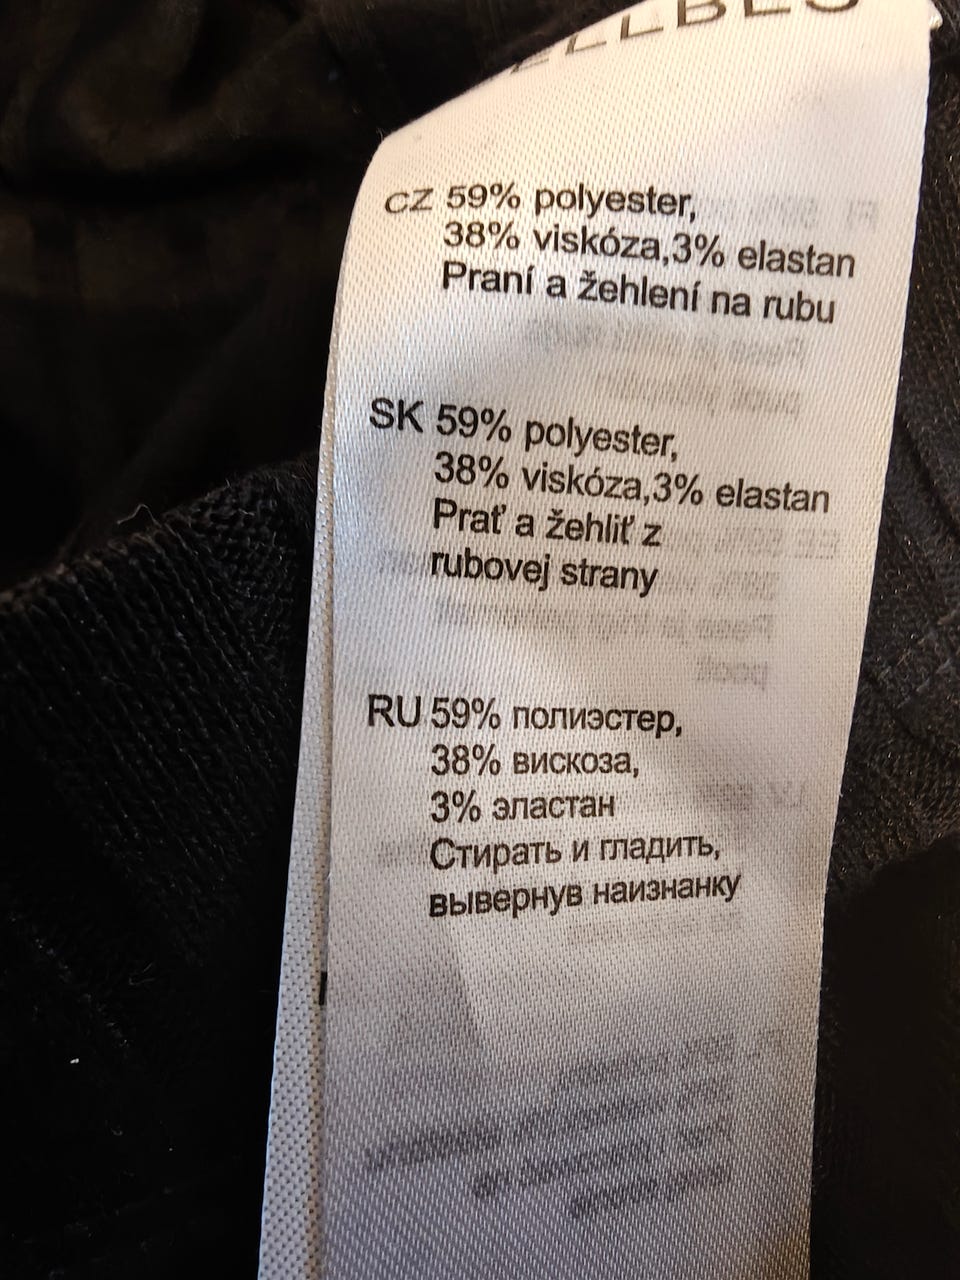 CZ 59% polyester,
38% viskóza,3% elastan
Praní a žehlení na rubu
SK 59% polyester,
38% viskóza,3% elastan
Prať a žehliť z
rubovej strany
RU 59% полиэстер,
38% вискоза,
3% эластан
Стирать и гладить,
вывернув наизнанку